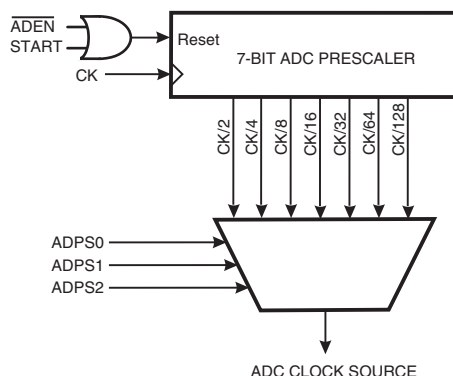 ADEN
START
Reset
7-BIT ADC PRESCALER
CK
CK/2
CK/4
CK/8
CK/16
CK/32
CK/64
CK/128
ADPS0
ADPS1
ADPS2
ADC CLOCK SOURCE